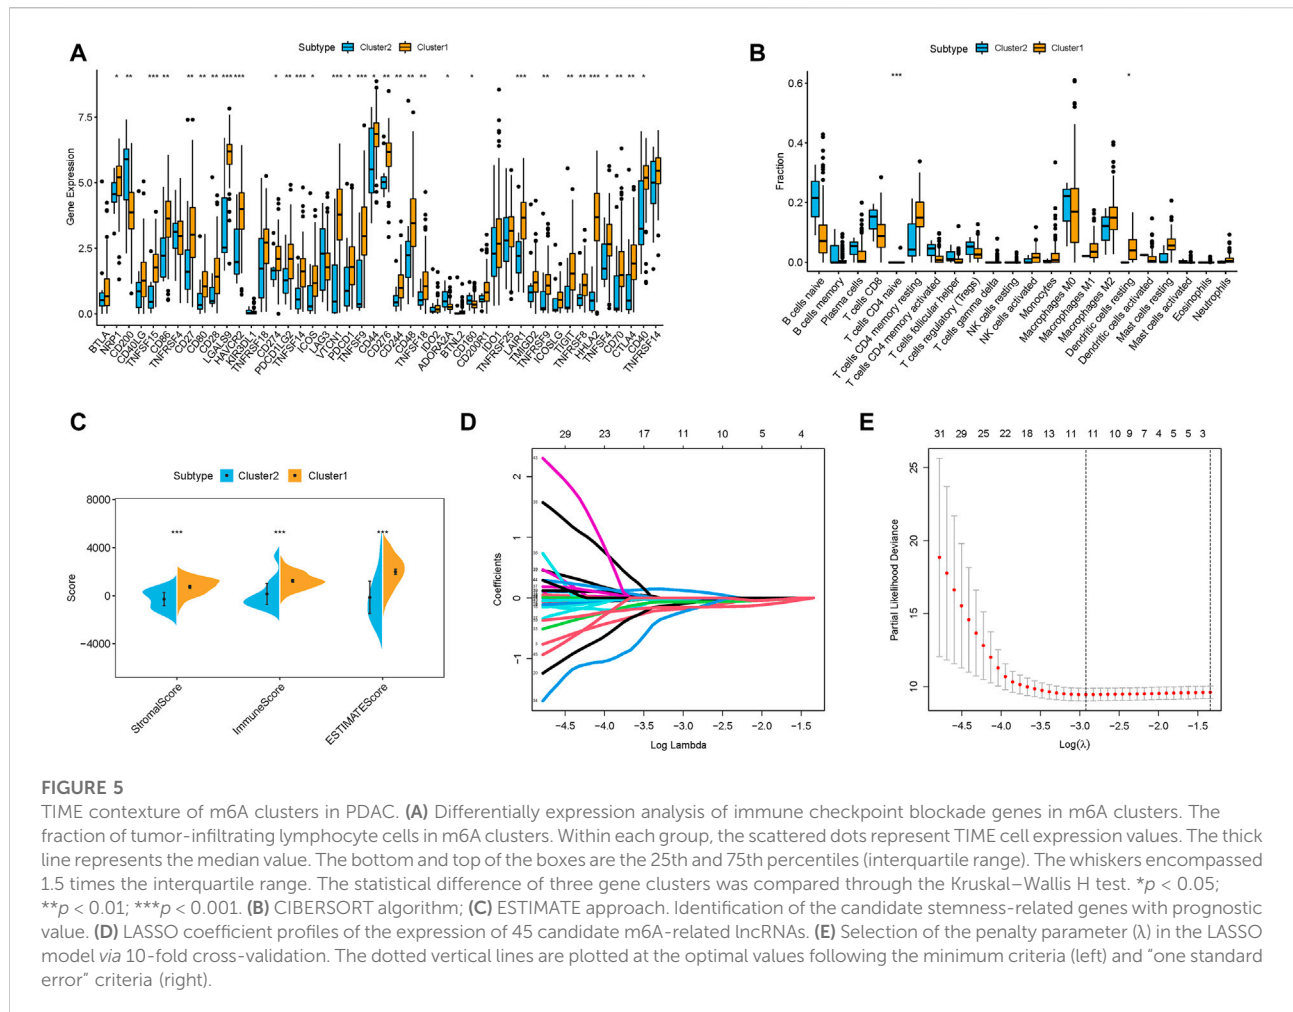 A
Subtype Cluster2 Cluster1
* ** *** ** ** ** ** *** *** * ** *** * *** * *** * ** ** ** ** * * *** ** ** ** *** * ** ** *
Gene Expression
7.5
5.0
2.5
0.0
BTLA
NRP1
CD200
CD40LG
TNFSF15
CD86
TNFRSF4
CD27
CD80
CD28
LGALS9
HAVCR2
KIR3DL1
TNFRSF18
CD274
PDCD1LG2
TNFSF14
ICOS
LAG3
VTCN1
PDCD1
TNFSF9
CD44
CD276
CD244
CD48
TNFSF18
IDO2
ADORA2A
BTNL2
CD160
CD200R1
IDO1
TNFRSF25
LAIR1
TMIGD2
TNFRSF9
ICOSLG
TIGIT
TNFRSF8
HHLA2
TNFSF4
CD70
CTLA4
CD40
TNFRSF14
B
Subtype Cluster2 Cluster1
*** *
Fraction
0.6
0.4
0.2
0.0
B cells naive
B cells memory
Plasma cells
T cells CD8
T cells CD4 naive
T cells CD4 memory resting
T cells CD4 memory activated
T cells follicular helper
T cells regulatory (Tregs)
T cells gamma delta
NK cells resting
NK cells activated
Monocytes
Macrophages M0
Macrophages M1
Macrophages M2
Dendritic cells resting
Dendritic cells activated
Mast cells resting
Mast cells activated
Eosinophils
Neutrophils
C
Subtype Cluster2 Cluster1
*** *** ***
Score
8000
4000
0
−4000
StromalScore
ImmuneScore
ESTIMATEScore
D
29 23 17 11 10 5 4
Coefficients
2
1
0
−1
−4.5 −4.0 −3.5 −3.0 −2.5 −2.0 −1.5
Log Lambda
E
31 29 25 22 18 13 11 11 10 9 7 4 5 5 3
Partial Likelihood Deviance
25
20
15
10
−4.5 −4.0 −3.5 −3.0 −2.5 −2.0 −1.5
Log(λ)
FIGURE 5
TIME contexture of m6A clusters in PDAC. (A) Differentially expression analysis of immune checkpoint blockade genes in m6A clusters. The
fraction of tumor-infiltrating lymphocyte cells in m6A clusters. Within each group, the scattered dots represent TIME cell expression values. The thick
line represents the median value. The bottom and top of the boxes are the 25th and 75th percentiles (interquartile range). The whiskers encompassed
1.5 times the interquartile range. The statistical difference of three gene clusters was compared through the Kruskal–Wallis H test. *p < 0.05;
**p < 0.01; ***p < 0.001. (B) CIBERSORT algorithm; (C) ESTIMATE approach. Identification of the candidate stemness-related genes with prognostic
value. (D) LASSO coefficient profiles of the expression of 45 candidate m6A-related lncRNAs. (E) Selection of the penalty parameter (λ) in the LASSO
model via 10-fold cross-validation. The dotted vertical lines are plotted at the optimal values following the minimum criteria (left) and “one standard
error” criteria (right).